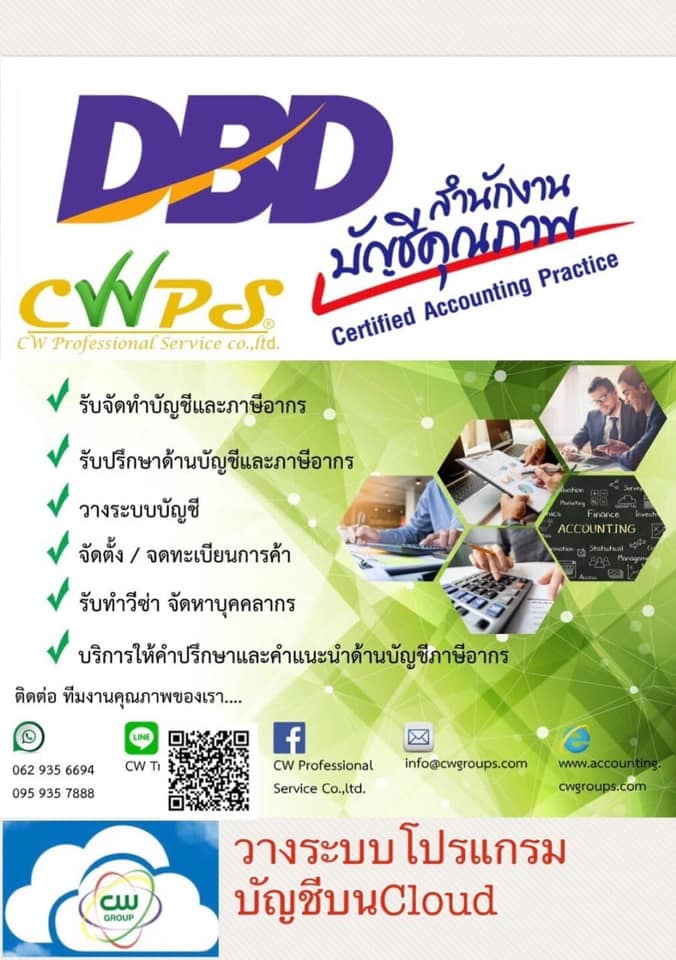 DBD
สำนักงาน
บัญชีคุณภาพ
Certified Accounting Practice
CWPS®
CW Professional Service co.,ltd.
รับจัดทำบัญชีและภาษีอากร
รับปรึกษาด้านบัญชีและภาษีอากร
วางระบบบัญชี
จัดตั้ง / จดทะเบียนการค้า
รับทำวีซ่า จัดหาบุคคลากร
บริการให้คำปรึกษาและคำแนะนำด้านบัญชีภาษีอากร
Marketing
Finance
ACCOUNTING
Statistical
ติดต่อ ทีมงานคุณภาพของเรา....
062 935 6694
095 935 7888
LINE
CW
CW Professional
Service Co.,ltd.
info@cwgroups.com
www.accounting.
cwgroups.com
CW
GROUP
วางระบบโปรแกรม
บัญชีบนCloud